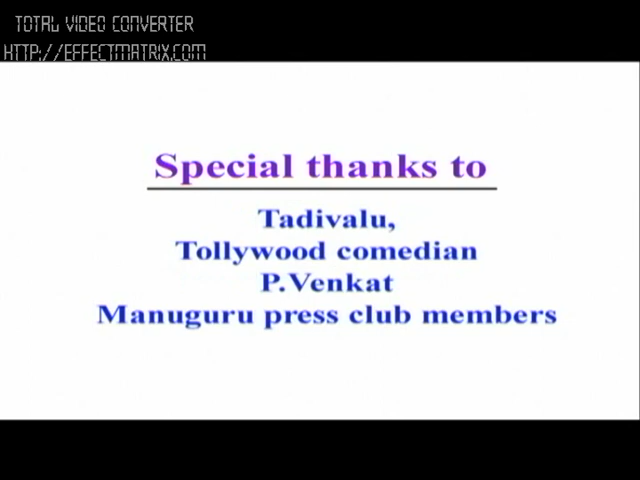 TOTAL VIDEO CONVERTER
HTTP://EFFECTMATRIX.COM
Special thanks to
Tadivalu,
Tollywood comedian
P.Venkat
Manuguru press club members